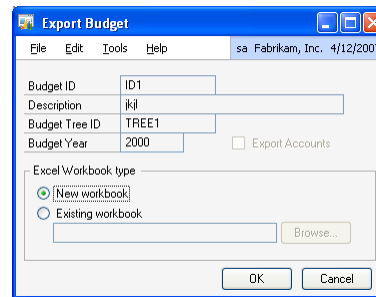 Export Budget
File Edit Tools Help sa Fabrikam, Inc. 4/12/200
Budget ID ID1
Description jkjl
Budget Tree ID TREE1
Budget Year 2000 Export Accounts
Excel Workbook type
New workbook
Existing workbook
Browse...
OK Cancel